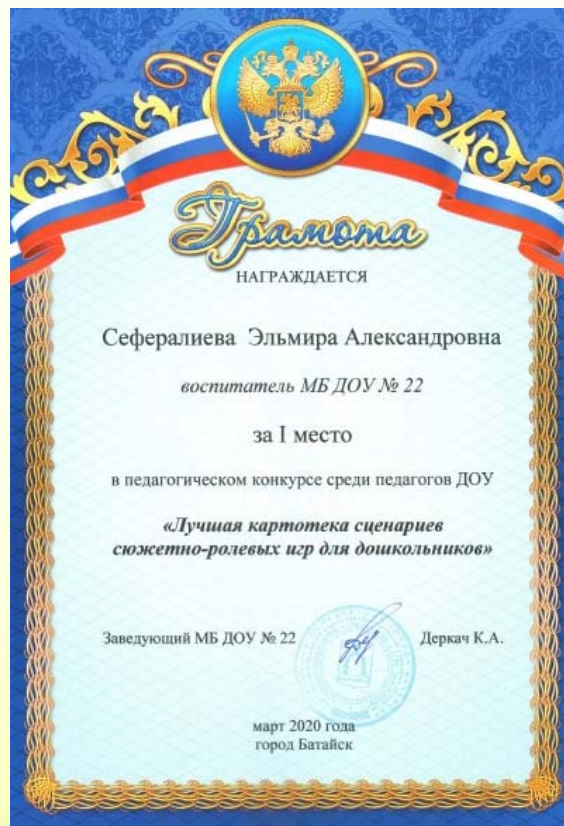 Грамота
НАГРАЖДАЕТСЯ
Сефералиева Эльмира Александровна
воспитатель МБ ДОУ № 22
за I место
в педагогическом конкурсе среди педагогов ДОУ
«Лучшая картотека сценариев
сюжетно-ролевых игр для дошкольников»
Заведующий МБ ДОУ № 22 Деркач К.А.
март 2020 года
город Батайск